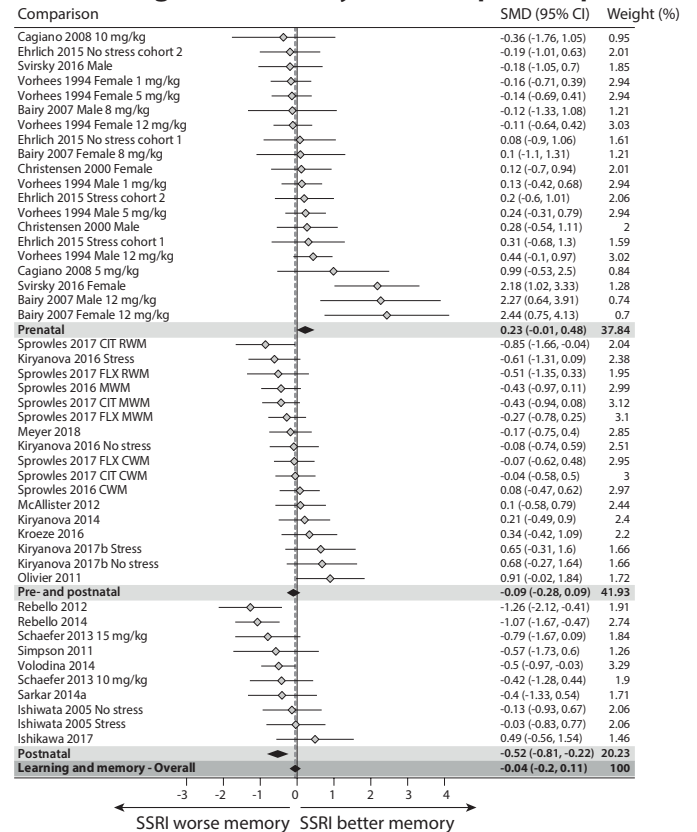 Comparison SMD (95% CI) Weight (%)
Cagiano 2008 10 mg/kg -0.36 (-1.76, 1.05) 0.95
Ehrlich 2015 No stress cohort 2 -0.19 (-1.01, 0.63) 2.01
Svirsky 2016 Male -0.18 (-1.05, 0.7) 1.85
Vorhees 1994 Female 1 mg/kg -0.16 (-0.71, 0.39) 2.94
Vorhees 1994 Female 5 mg/kg -0.14 (-0.69, 0.41) 2.94
Bairy 2007 Male 8 mg/kg -0.12 (-1.33, 1.08) 1.21
Vorhees 1994 Female 12 mg/kg -0.11 (-0.64, 0.42) 3.03
Ehrlich 2015 No stress cohort 1 0.08 (-0.9, 1.06) 1.61
Bairy 2007 Female 8 mg/kg 0.1 (-1.1, 1.31) 1.21
Christensen 2000 Female 0.12 (-0.7, 0.94) 2.01
Vorhees 1994 Male 1 mg/kg 0.13 (-0.42, 0.68) 2.94
Ehrlich 2015 Stress cohort 2 0.2 (-0.6, 1.01) 2.06
Vorhees 1994 Male 5 mg/kg 0.24 (-0.31, 0.79) 2.94
Christensen 2000 Male 0.28 (-0.54, 1.11) 2
Ehrlich 2015 Stress cohort 1 0.31 (-0.68, 1.3) 1.59
Vorhees 1994 Male 12 mg/kg 0.44 (-0.1, 0.97) 3.02
Cagiano 2008 5 mg/kg 0.99 (-0.53, 2.5) 0.84
Svirsky 2016 Female 2.18 (1.02, 3.33) 1.28
Bairy 2007 Male 12 mg/kg 2.27 (0.64, 3.91) 0.74
Bairy 2007 Female 12 mg/kg 2.44 (0.75, 4.13) 0.7
Prenatal 0.23 (-0.01, 0.48) 37.84
Sprowles 2017 CIT RWM -0.85 (-1.66, -0.04) 2.04
Kiryanova 2016 Stress -0.61 (-1.31, 0.09) 2.38
Sprowles 2017 FLX RWM -0.51 (-1.35, 0.33) 1.95
Sprowles 2016 MWM -0.43 (-0.97, 0.11) 2.99
Sprowles 2017 CIT MWM -0.43 (-0.94, 0.08) 3.12
Sprowles 2017 FLX MWM -0.27 (-0.78, 0.25) 3.1
Meyer 2018 -0.17 (-0.75, 0.4) 2.85
Kiryanova 2016 No stress -0.08 (-0.74, 0.59) 2.51
Sprowles 2017 FLX CWM -0.07 (-0.62, 0.48) 2.95
Sprowles 2017 CIT CWM -0.04 (-0.58, 0.5) 3
Sprowles 2016 CWM 0.08 (-0.47, 0.62) 2.97
McAllister 2012 0.1 (-0.58, 0.79) 2.44
Kiryanova 2014 0.21 (-0.49, 0.9) 2.4
Kroeze 2016 0.34 (-0.42, 1.09) 2.2
Kiryanova 2017b Stress 0.65 (-0.31, 1.6) 1.66
Kiryanova 2017b No stress 0.68 (-0.27, 1.64) 1.66
Olivier 2011 0.91 (-0.02, 1.84) 1.72
Pre- and postnatal -0.09 (-0.28, 0.09) 41.93
Rebello 2012 -1.26 (-2.12, -0.41) 1.91
Rebello 2014 -1.07 (-1.67, -0.47) 2.74
Schaefer 2013 15 mg/kg -0.79 (-1.67, 0.09) 1.84
Simpson 2011 -0.57 (-1.73, 0.6) 1.26
Volodina 2014 -0.5 (-0.97, -0.03) 3.29
Schaefer 2013 10 mg/kg -0.42 (-1.28, 0.44) 1.9
Sarkar 2014a -0.4 (-1.33, 0.54) 1.71
Ishiwata 2005 No stress -0.13 (-0.93, 0.67) 2.06
Ishiwata 2005 Stress -0.03 (-0.83, 0.77) 2.06
Ishikawa 2017 0.49 (-0.56, 1.54) 1.46
Postnatal -0.52 (-0.81, -0.22) 20.23
Learning and memory - Overall -0.04 (-0.2, 0.11) 100
-3 -2 -1 0 1 2 3 4
SSRI worse memory SSRI better memory